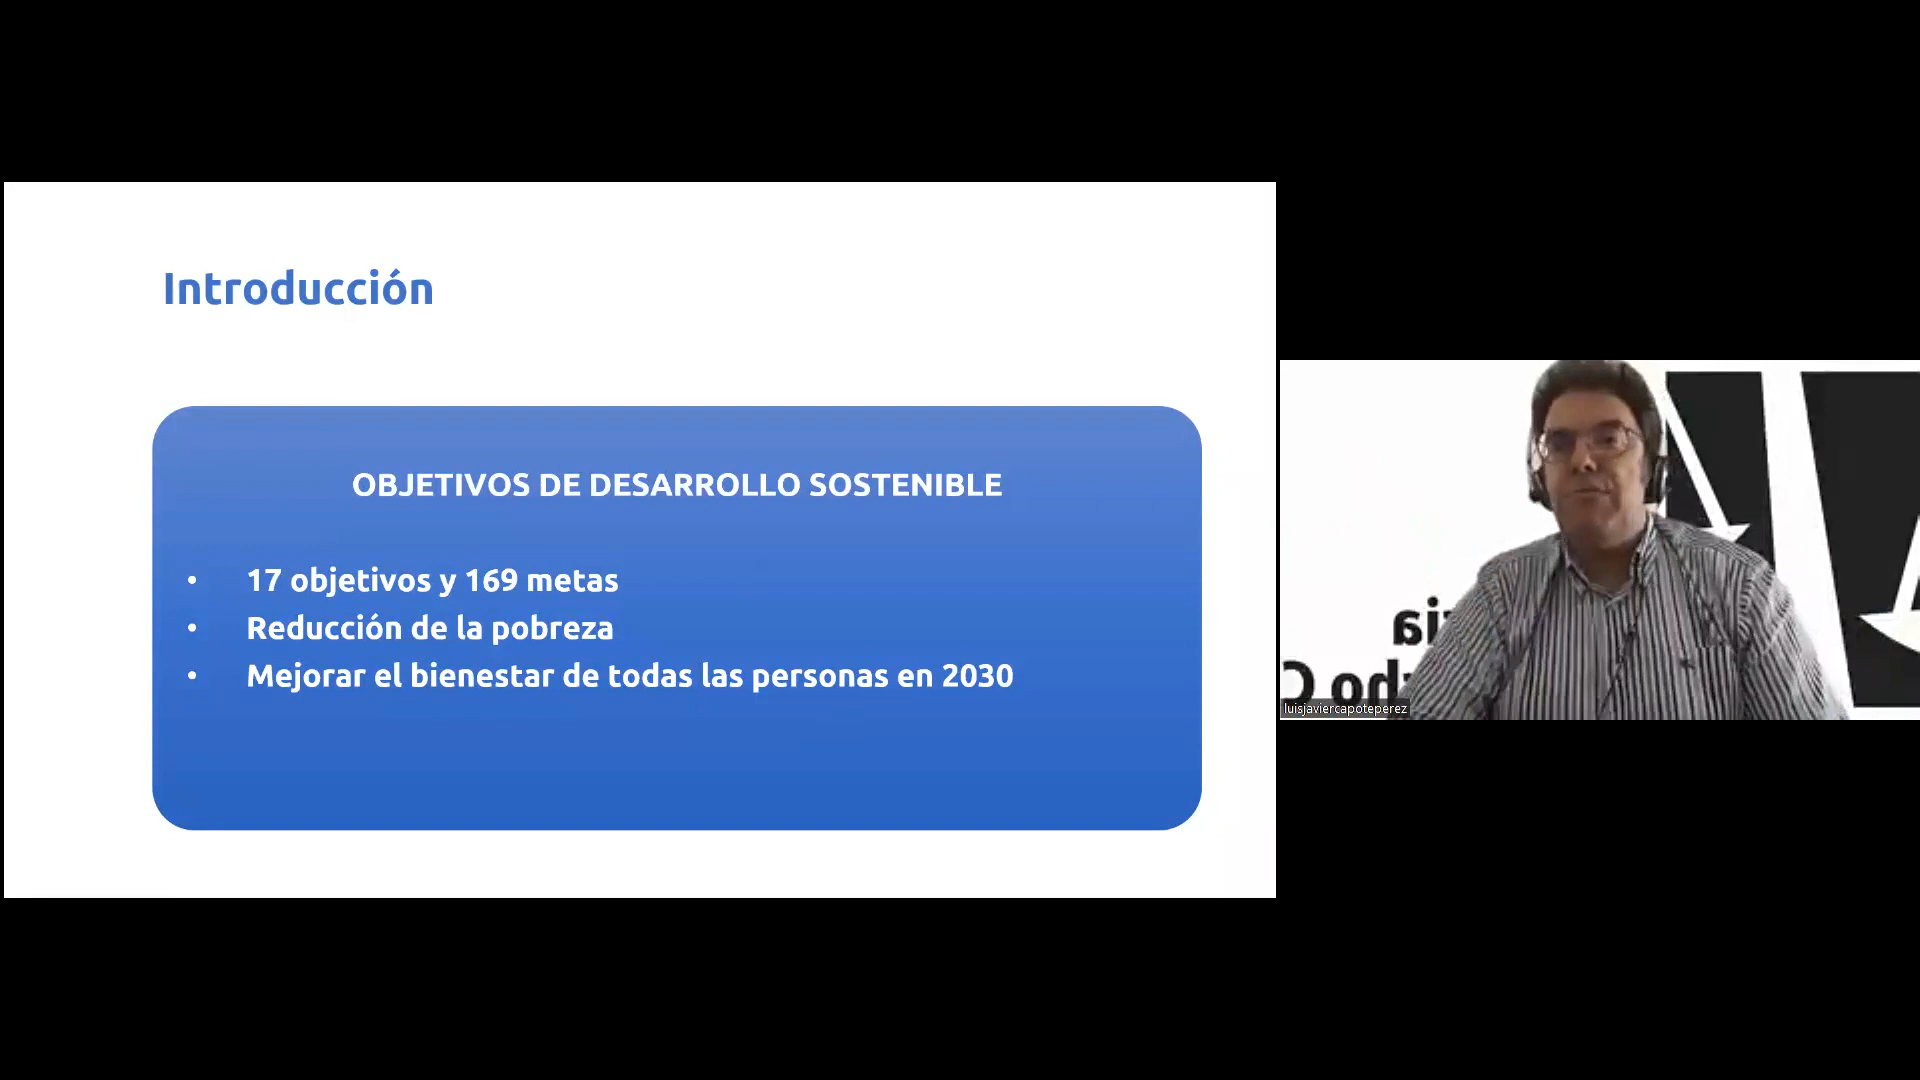 Introducción
OBJETIVOS DE DESARROLLO SOSTENIBLE
• 17 objetivos y 169 metas
• Reducción de la pobreza
• Mejorar el bienestar de todas las personas en 2030
luisjaviercapoteperez